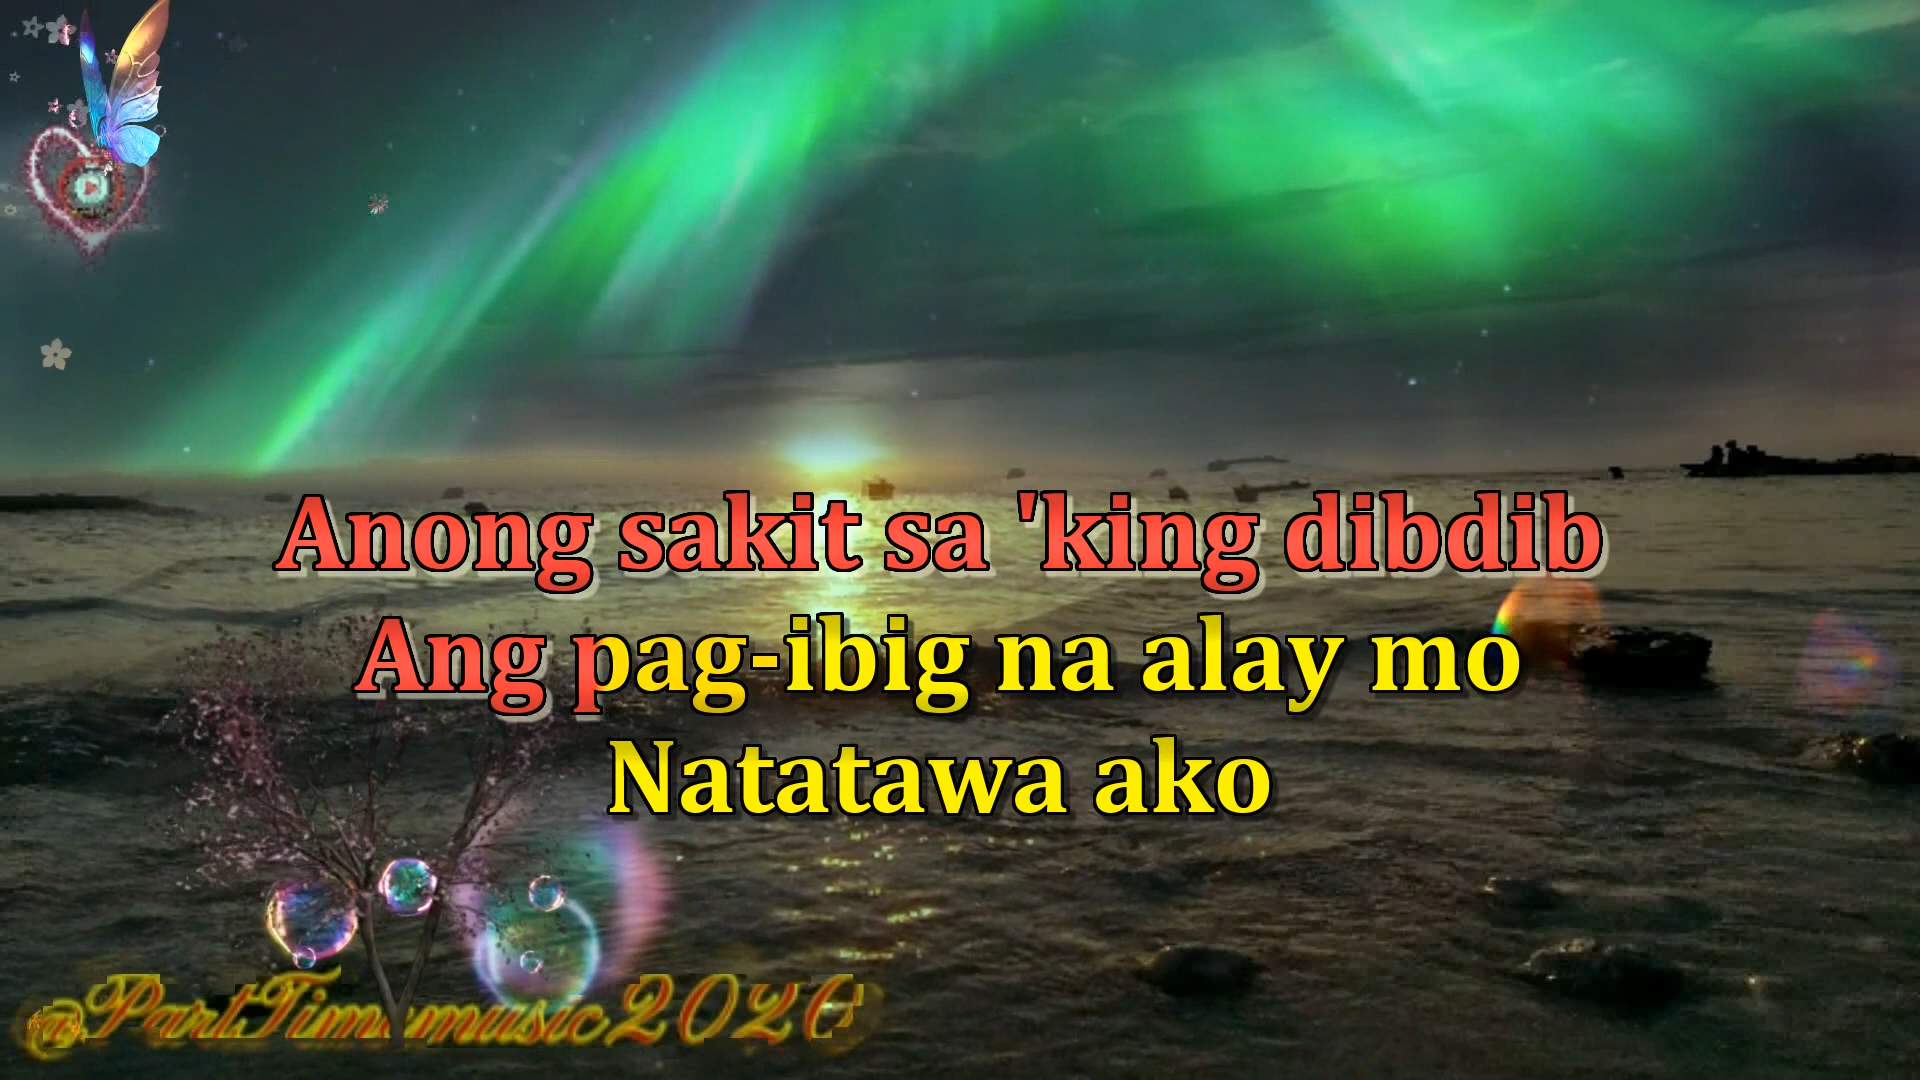 Anong sakit sa 'king dibdib
Ang pag-ibig na alay mo
Natatawa ako
@PartTimemusic2020